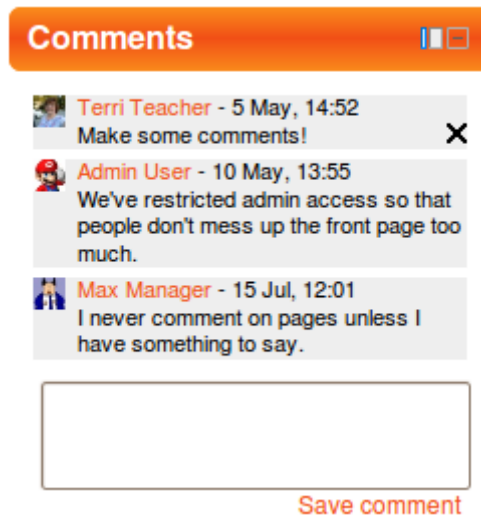 Comments
Terri Teacher - 5 May, 14:52
Make some comments!
Admin User - 10 May, 13:55
We've restricted admin access so that
people don't mess up the front page too
much.
Max Manager - 15 Jul, 12:01
I never comment on pages unless I
have something to say.
Save comment